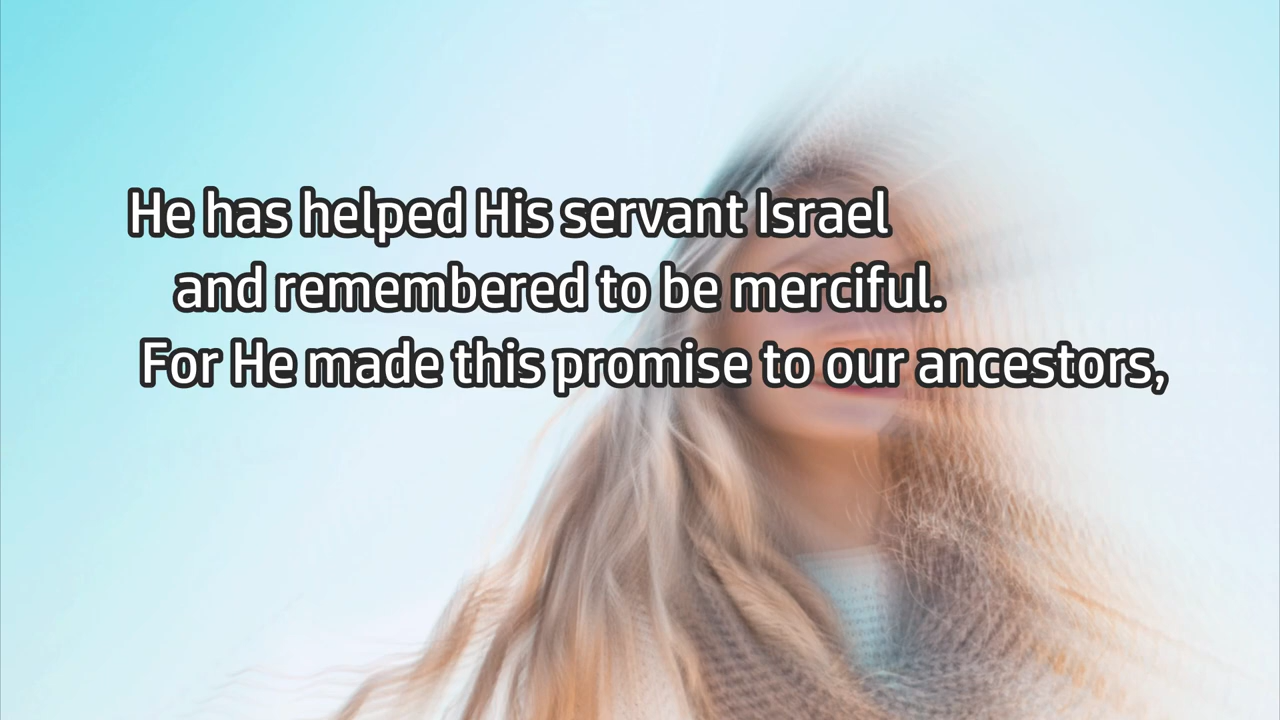 He has helped His servant Israel
and remembered to be merciful.
For He made this promise to our ancestors,